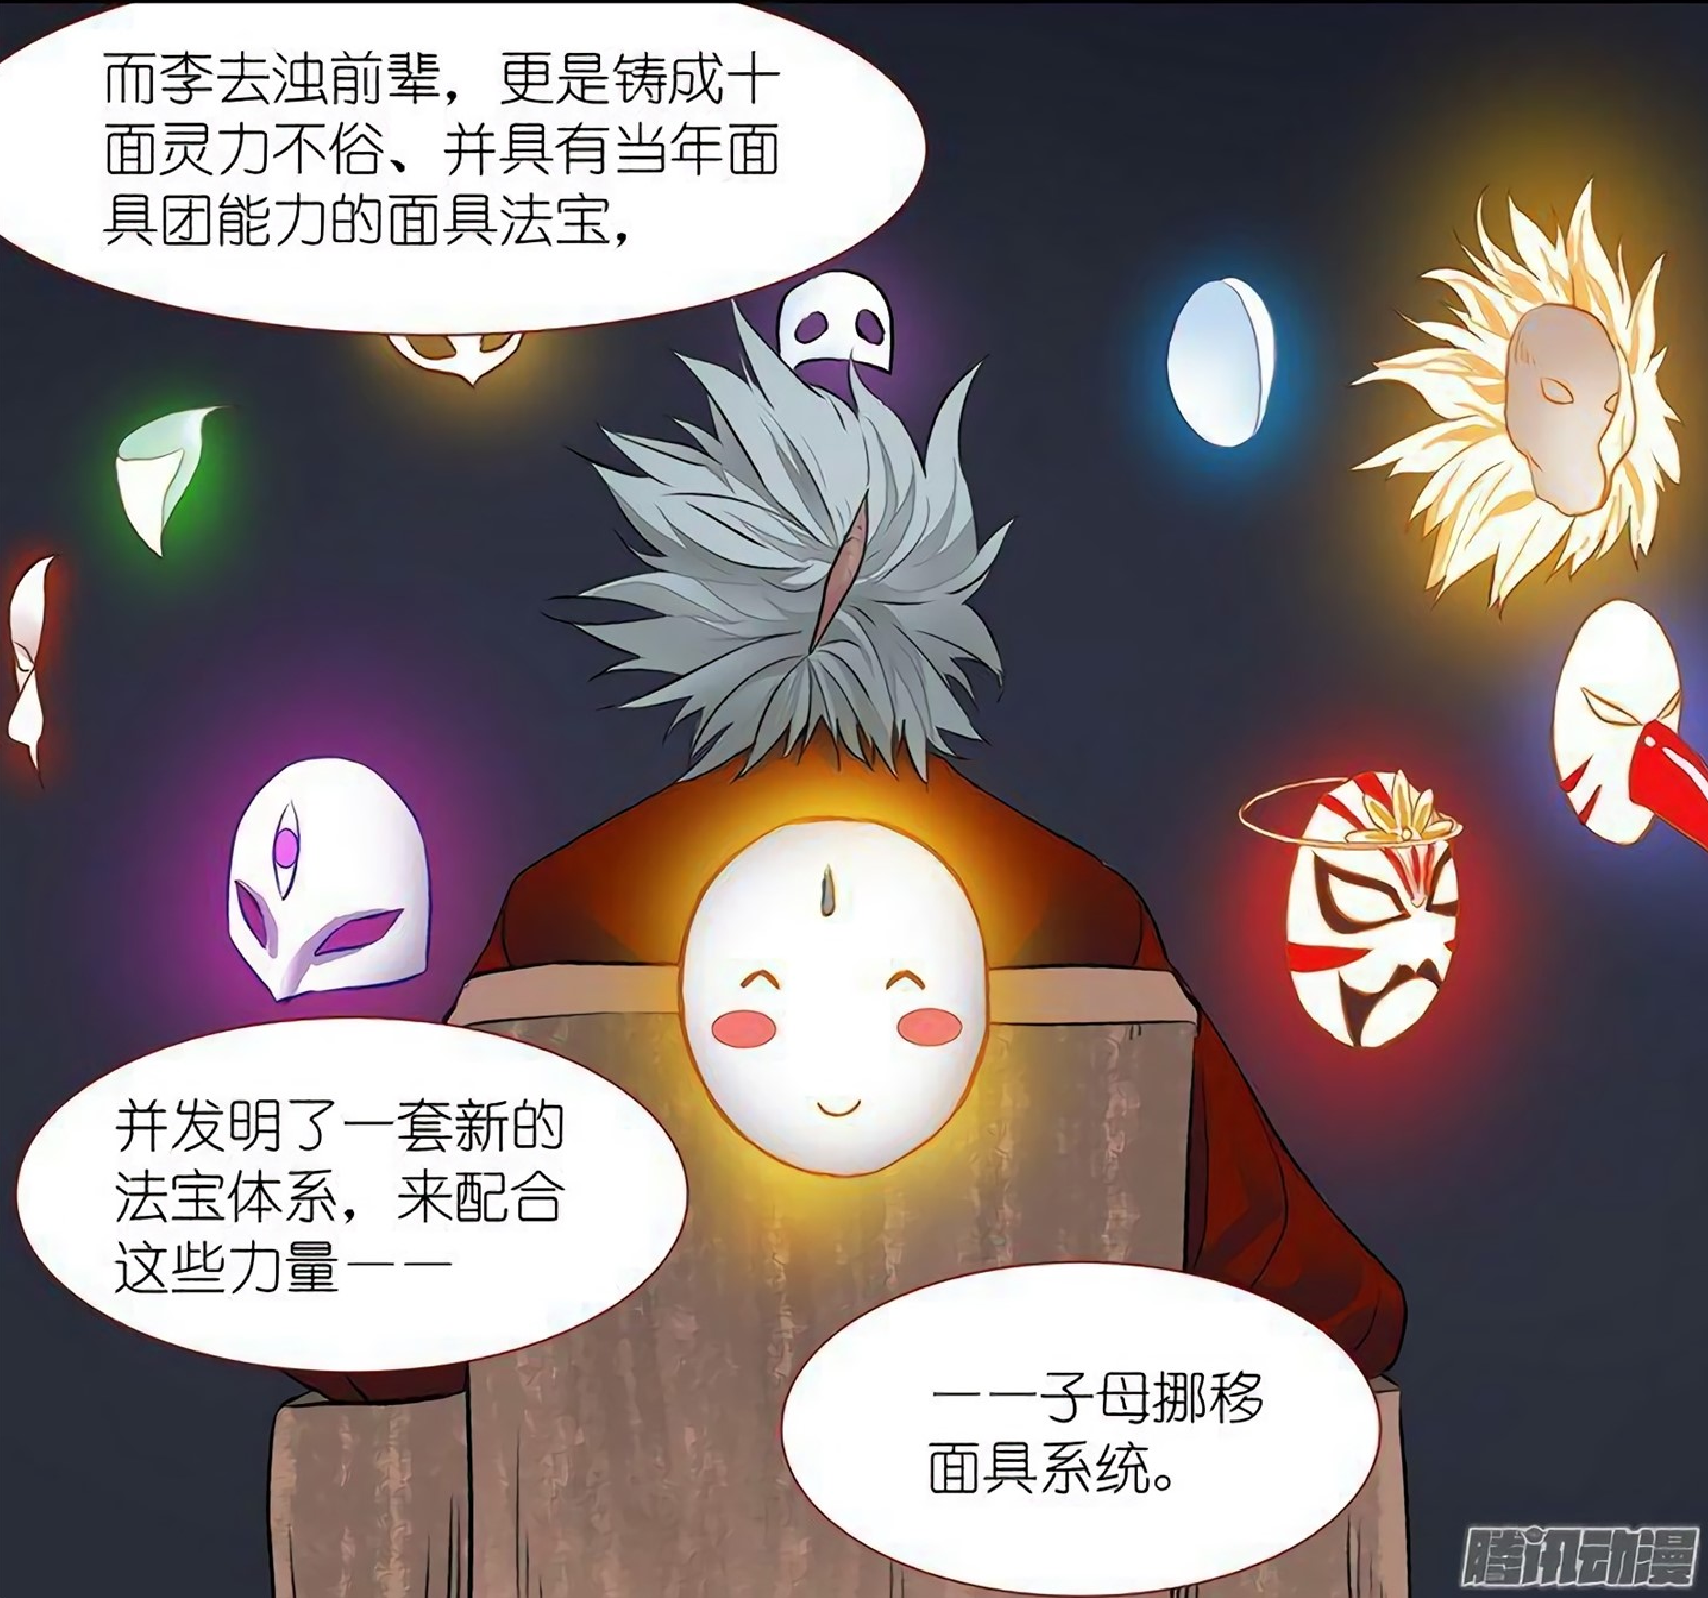 而李去浊前辈，更是铸成十
面灵力不俗、并具有当年面
具团能力的面具法宝，
并发明了一套新的
法宝体系，来配合
这些力量——
——子母挪移
面具系统。
腾讯动漫